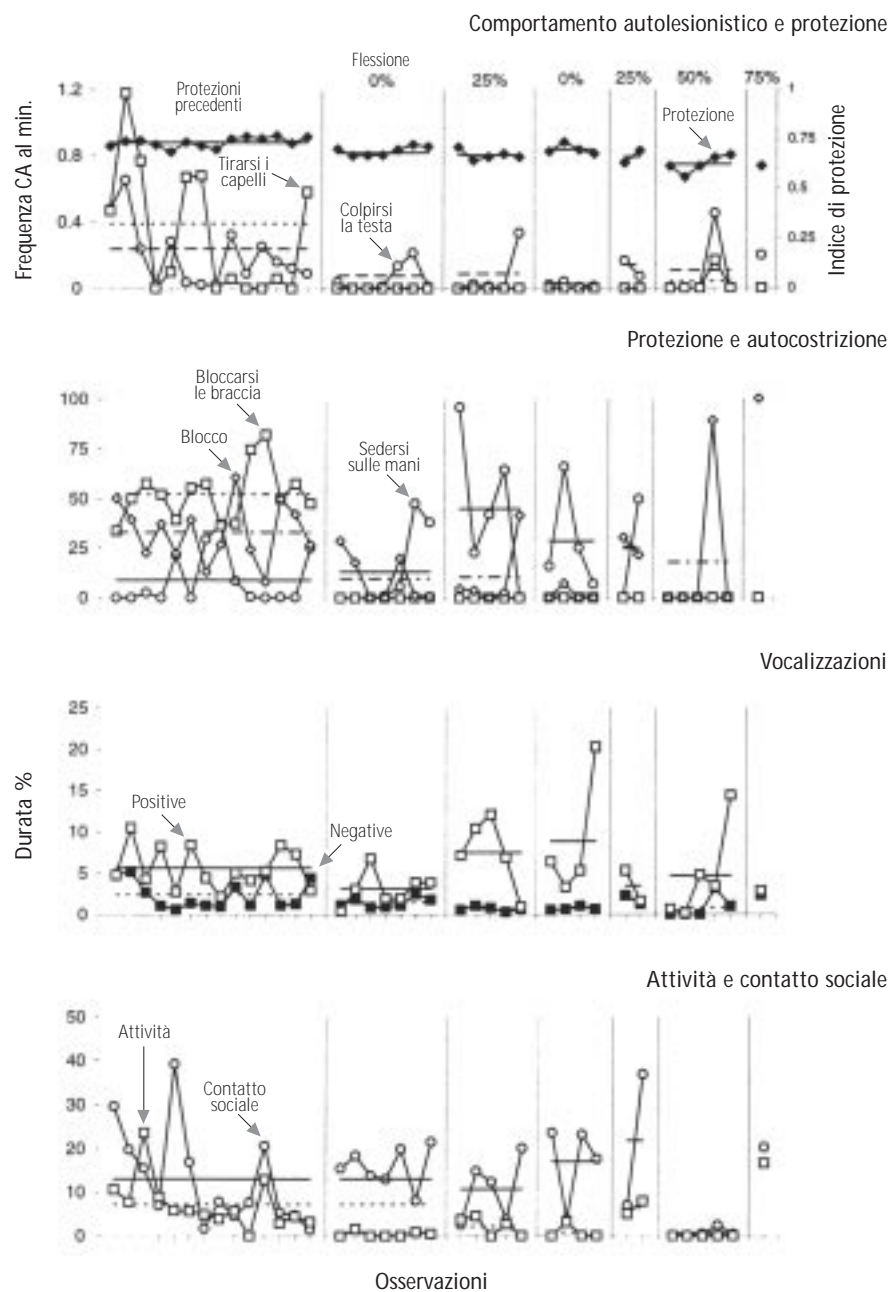 Comportamento autolesionistico e protezione
Flessione
0% 25% 0% 25% 50% 75%
Protezioni
precedenti
Tirarsi i
capelli
Colpirsi
la testa
Protezione
Frequenza CA al min.
1.2
0.8
0.4
0
Indice di protezione
1
0.75
0.5
0.25
0
Protezione e autocostrizione
Bloccarsi
le braccia
Blocco
Sedersi
sulle mani
100
75
50
25
0
Vocalizzazioni
Durata %
25
20
15
10
5
0
Positive
Negative
Attività e contatto sociale
50
40
30
20
10
0
Attività
Contatto
sociale
Osservazioni